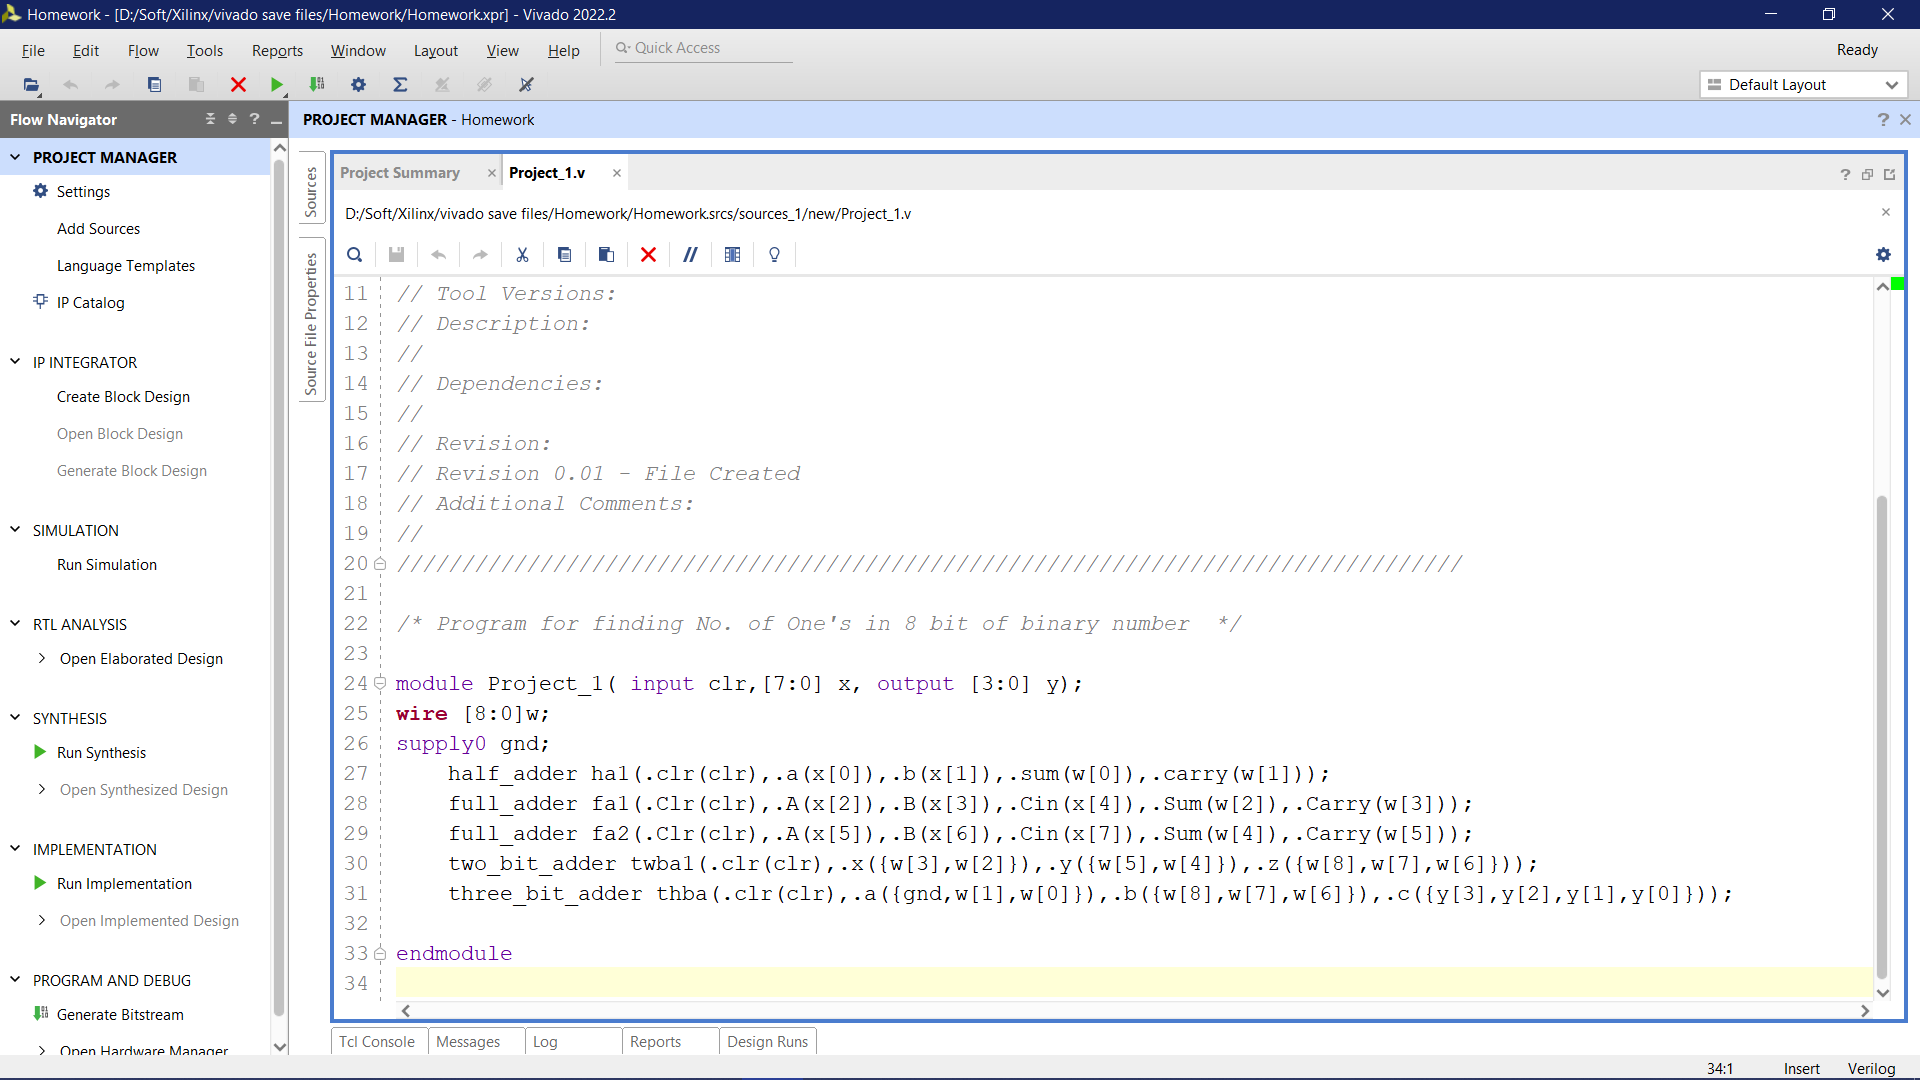 Homework - [D:/Soft/Xilinx/vivado save files/Homework/Homework.xpr] - Vivado 2022.2
File Edit Flow Tools Reports Window Layout View Help Quick Access
Ready
Default Layout
Flow Navigator
PROJECT MANAGER
Settings
Add Sources
Language Templates
IP Catalog
IP INTEGRATOR
Create Block Design
Open Block Design
Generate Block Design
SIMULATION
Run Simulation
RTL ANALYSIS
Open Elaborated Design
SYNTHESIS
Run Synthesis
Open Synthesized Design
IMPLEMENTATION
Run Implementation
Open Implemented Design
PROGRAM AND DEBUG
Generate Bitstream
Open Hardware Manager
PROJECT MANAGER - Homework
Sources
Source File Properties
Project Summary
Project_1.v
D:/Soft/Xilinx/vivado save files/Homework/Homework.srcs/sources_1/new/Project_1.v
11 // Tool Versions:
12 // Description:
13 //
14 // Dependencies:
15 //
16 // Revision:
17 // Revision 0.01 - File Created
18 // Additional Comments:
19 //
20 //////////////////////////////////////////////////////////////////////////////////
21
22 /* Program for finding No. of One's in 8 bit of binary number  */
23
24 module Project_1( input clr,[7:0] x, output [3:0] y);
25 wire [8:0]w;
26 supply0 gnd;
27     half_adder ha1(.clr(clr),.a(x[0]),.b(x[1]),.sum(w[0]),.carry(w[1]));
28     full_adder fa1(.Clr(clr),.A(x[2]),.B(x[3]),.Cin(x[4]),.Sum(w[2]),.Carry(w[3]));
29     full_adder fa2(.Clr(clr),.A(x[5]),.B(x[6]),.Cin(x[7]),.Sum(w[4]),.Carry(w[5]));
30     two_bit_adder twba1(.clr(clr),.x({w[3],w[2]}),.y({w[5],w[4]}),.z({w[8],w[7],w[6]}));
31     three_bit_adder thba(.clr(clr),.a({gnd,w[1],w[0]}),.b({w[8],w[7],w[6]}),.c({y[3],y[2],y[1],y[0]}));
32
33 endmodule
34
Tcl Console
Messages
Log
Reports
Design Runs
34:1
Insert
Verilog